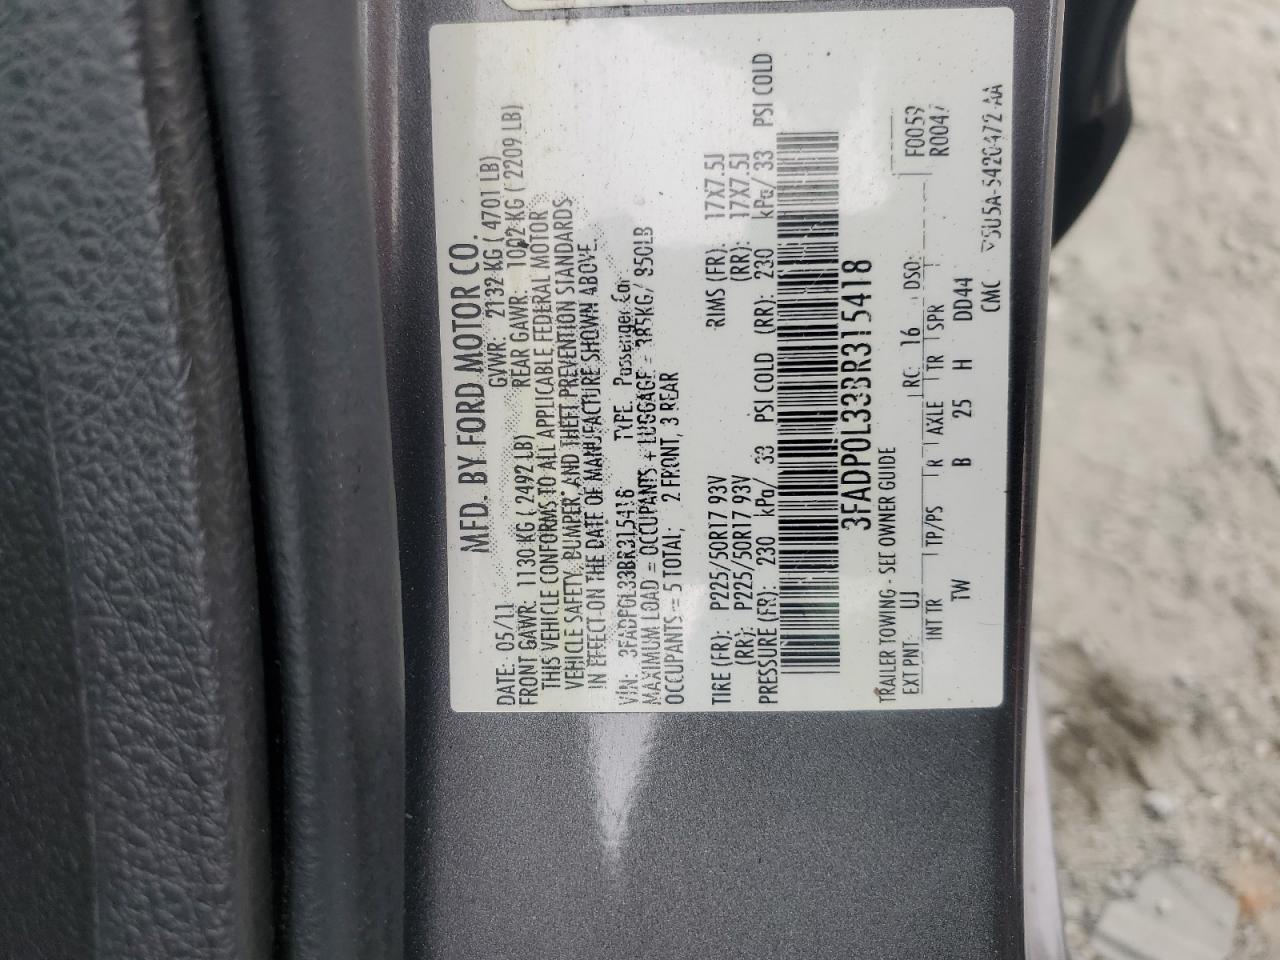 MFD. BY FORD MOTOR CO.
DATE: 05/11 GVWR: 2132 KG ( 4701 LB)
FRONT GAWR: 1130 KG ( 2492 LB) REAR GAWR: 1002 KG ( 2209 LB)
THIS VEHICLE CONFORMS TO ALL APPLICABLE FEDERAL MOTOR
VEHICLE SAFETY, BUMPER, AND THEFT PREVENTION STANDARDS
IN EFFECT ON THE DATE OF MANUFACTURE SHOWN ABOVE.
VIN: 3FADP0L33BR315418 TYPE: Passenger Car
MAXIMUM LOAD = OCCUPANTS + LUGGAGE = 385KG/ 850LB
OCCUPANTS = 5 TOTAL; 2 FRONT, 3 REAR
TIRE (FR): P225/50R17 93V RIMS (FR): 17X7.5J
(RR): P225/50R17 93V (RR): 17X7.5J
PRESSURE (FR): 230 kPa/ 33 PSI COLD (RR): 230 kPa/ 33 PSI COLD
3FADP0L33BR315418
TRAILER TOWING - SEE OWNER GUIDE
EXT PNT: UJ RC: 16 DSO: F0059
INT TR TP/PS R AXLE TR SPR R0047
TW B 25 H DD44
CMC 5U5A-5420472-AA